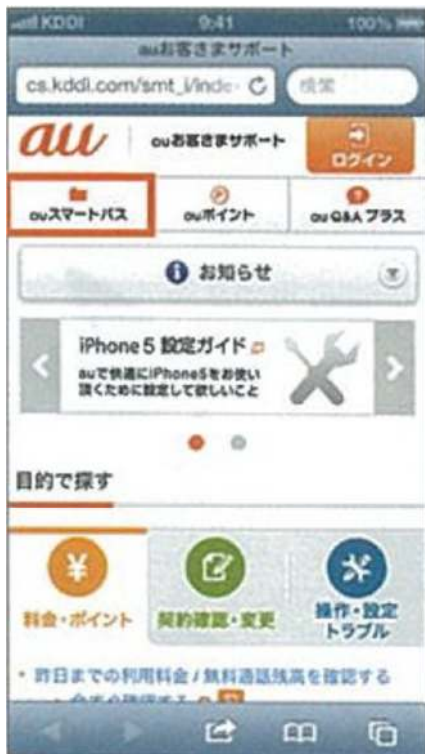 KDDI 9:41 100%
auお客さまサポート
cs.kddi.com/smt_i/inde 検索
au auお客さまサポート ログイン
auスマートパス auポイント au Q&A プラス
お知らせ
iPhone 5 設定ガイド
auで快適にiPhone5をお使い
頂くために設定して欲しいこと
目的で探す
料金・ポイント 契約確認・変更 操作・設定
トラブル
・昨日までの利用料金 / 無料通話残高を確認する